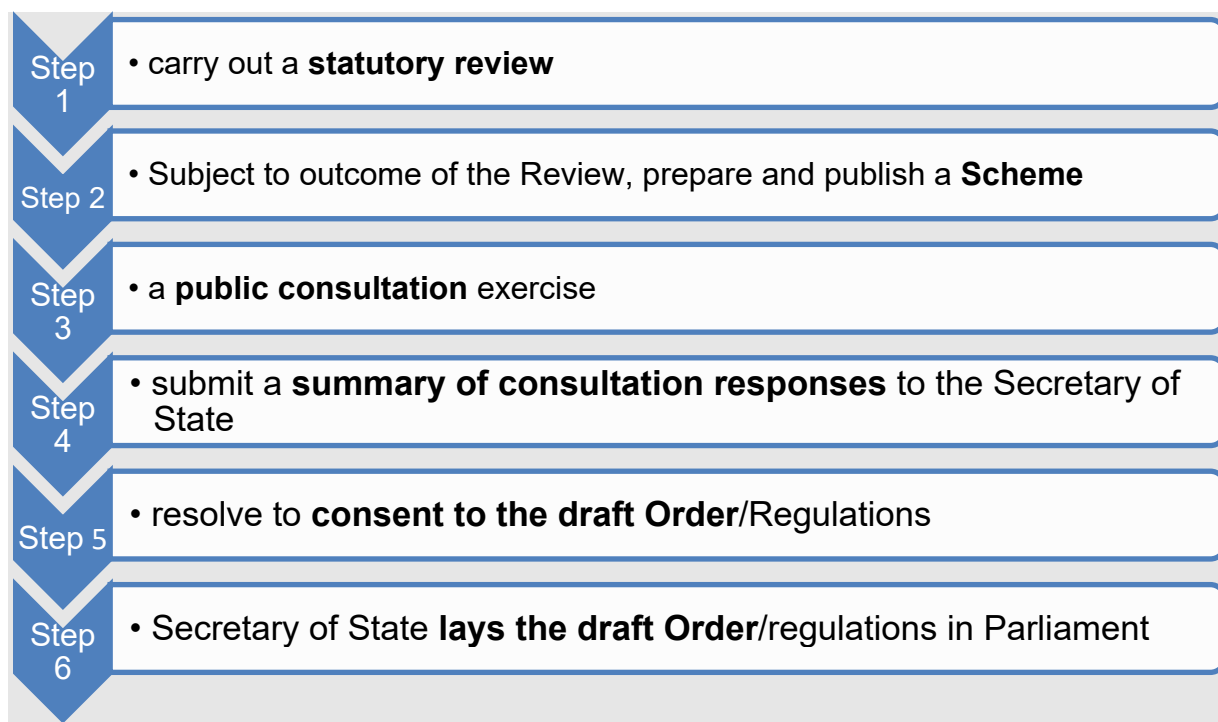 Step
1
• carry out a statutory review
Step 2
• Subject to outcome of the Review, prepare and publish a Scheme
Step
3
• a public consultation exercise
Step
4
• submit a summary of consultation responses to the Secretary of
State
Step 5
• resolve to consent to the draft Order/Regulations
Step
6
• Secretary of State lays the draft Order/regulations in Parliament